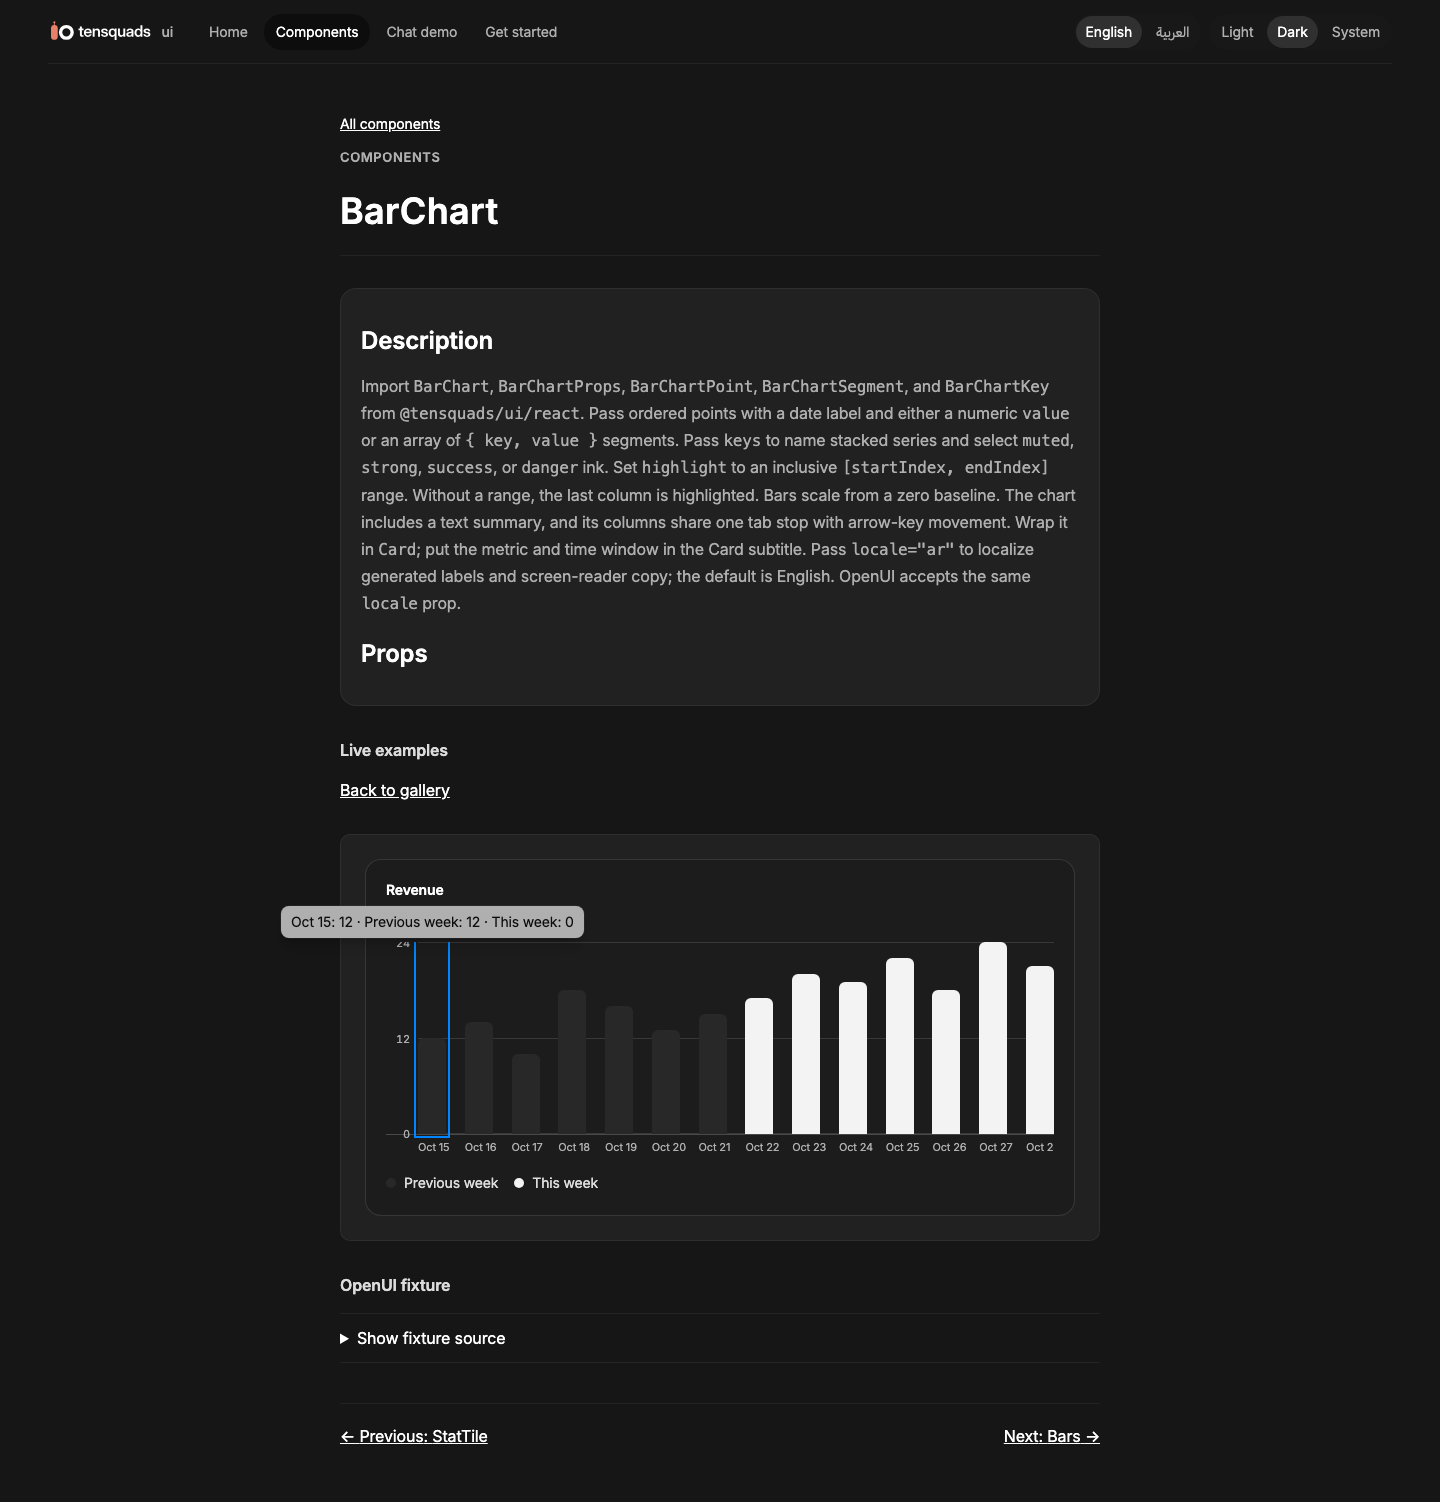 tensquads ui Home Components Chat demo Get started English العربية Light Dark System
All components
COMPONENTS
BarChart
Description
Import BarChart, BarChartProps, BarChartPoint, BarChartSegment, and BarChartKey
from @tensquads/ui/react. Pass ordered points with a date label and either a numeric value
or an array of { key, value } segments. Pass keys to name stacked series and select muted,
strong, success, or danger ink. Set highlight to an inclusive [startIndex, endIndex]
range. Without a range, the last column is highlighted. Bars scale from a zero baseline. The chart
includes a text summary, and its columns share one tab stop with arrow-key movement. Wrap it
in Card; put the metric and time window in the Card subtitle. Pass locale="ar" to localize
generated labels and screen-reader copy; the default is English. OpenUI accepts the same
locale prop.
Props
Live examples
Back to gallery
Revenue
Oct 15: 12 · Previous week: 12 · This week: 0
24
12
0
Oct 15 Oct 16 Oct 17 Oct 18 Oct 19 Oct 20 Oct 21 Oct 22 Oct 23 Oct 24 Oct 25 Oct 26 Oct 27 Oct 2
Previous week This week
OpenUI fixture
Show fixture source
← Previous: StatTile Next: Bars →